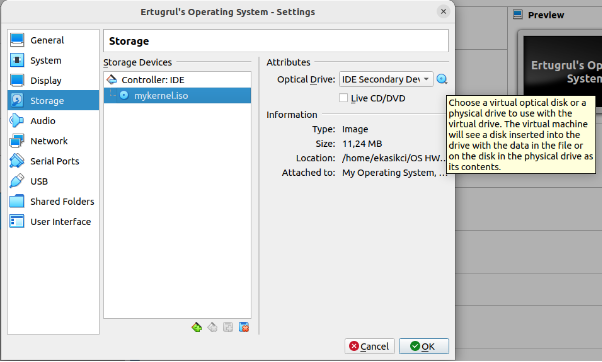 Ertugrul's Operating System - Settings
General
System
Display
Storage
Audio
Network
Serial Ports
USB
Shared Folders
User Interface
Storage
Storage Devices
Controller: IDE
mykernel.iso
Attributes
Optical Drive: IDE Secondary Dev
Live CD/DVD
Information
Type: Image
Size: 11,24 MB
Location: /home/ekasikci/OS HW...
Attached to: My Operating System, ...
Cancel
OK
Preview
Ertugrul's Op
System
Choose a virtual optical disk or a
physical drive to use with the
virtual drive. The virtual machine
will see a disk inserted into the
drive with the data in the file or
on the disk in the physical drive as
its contents.